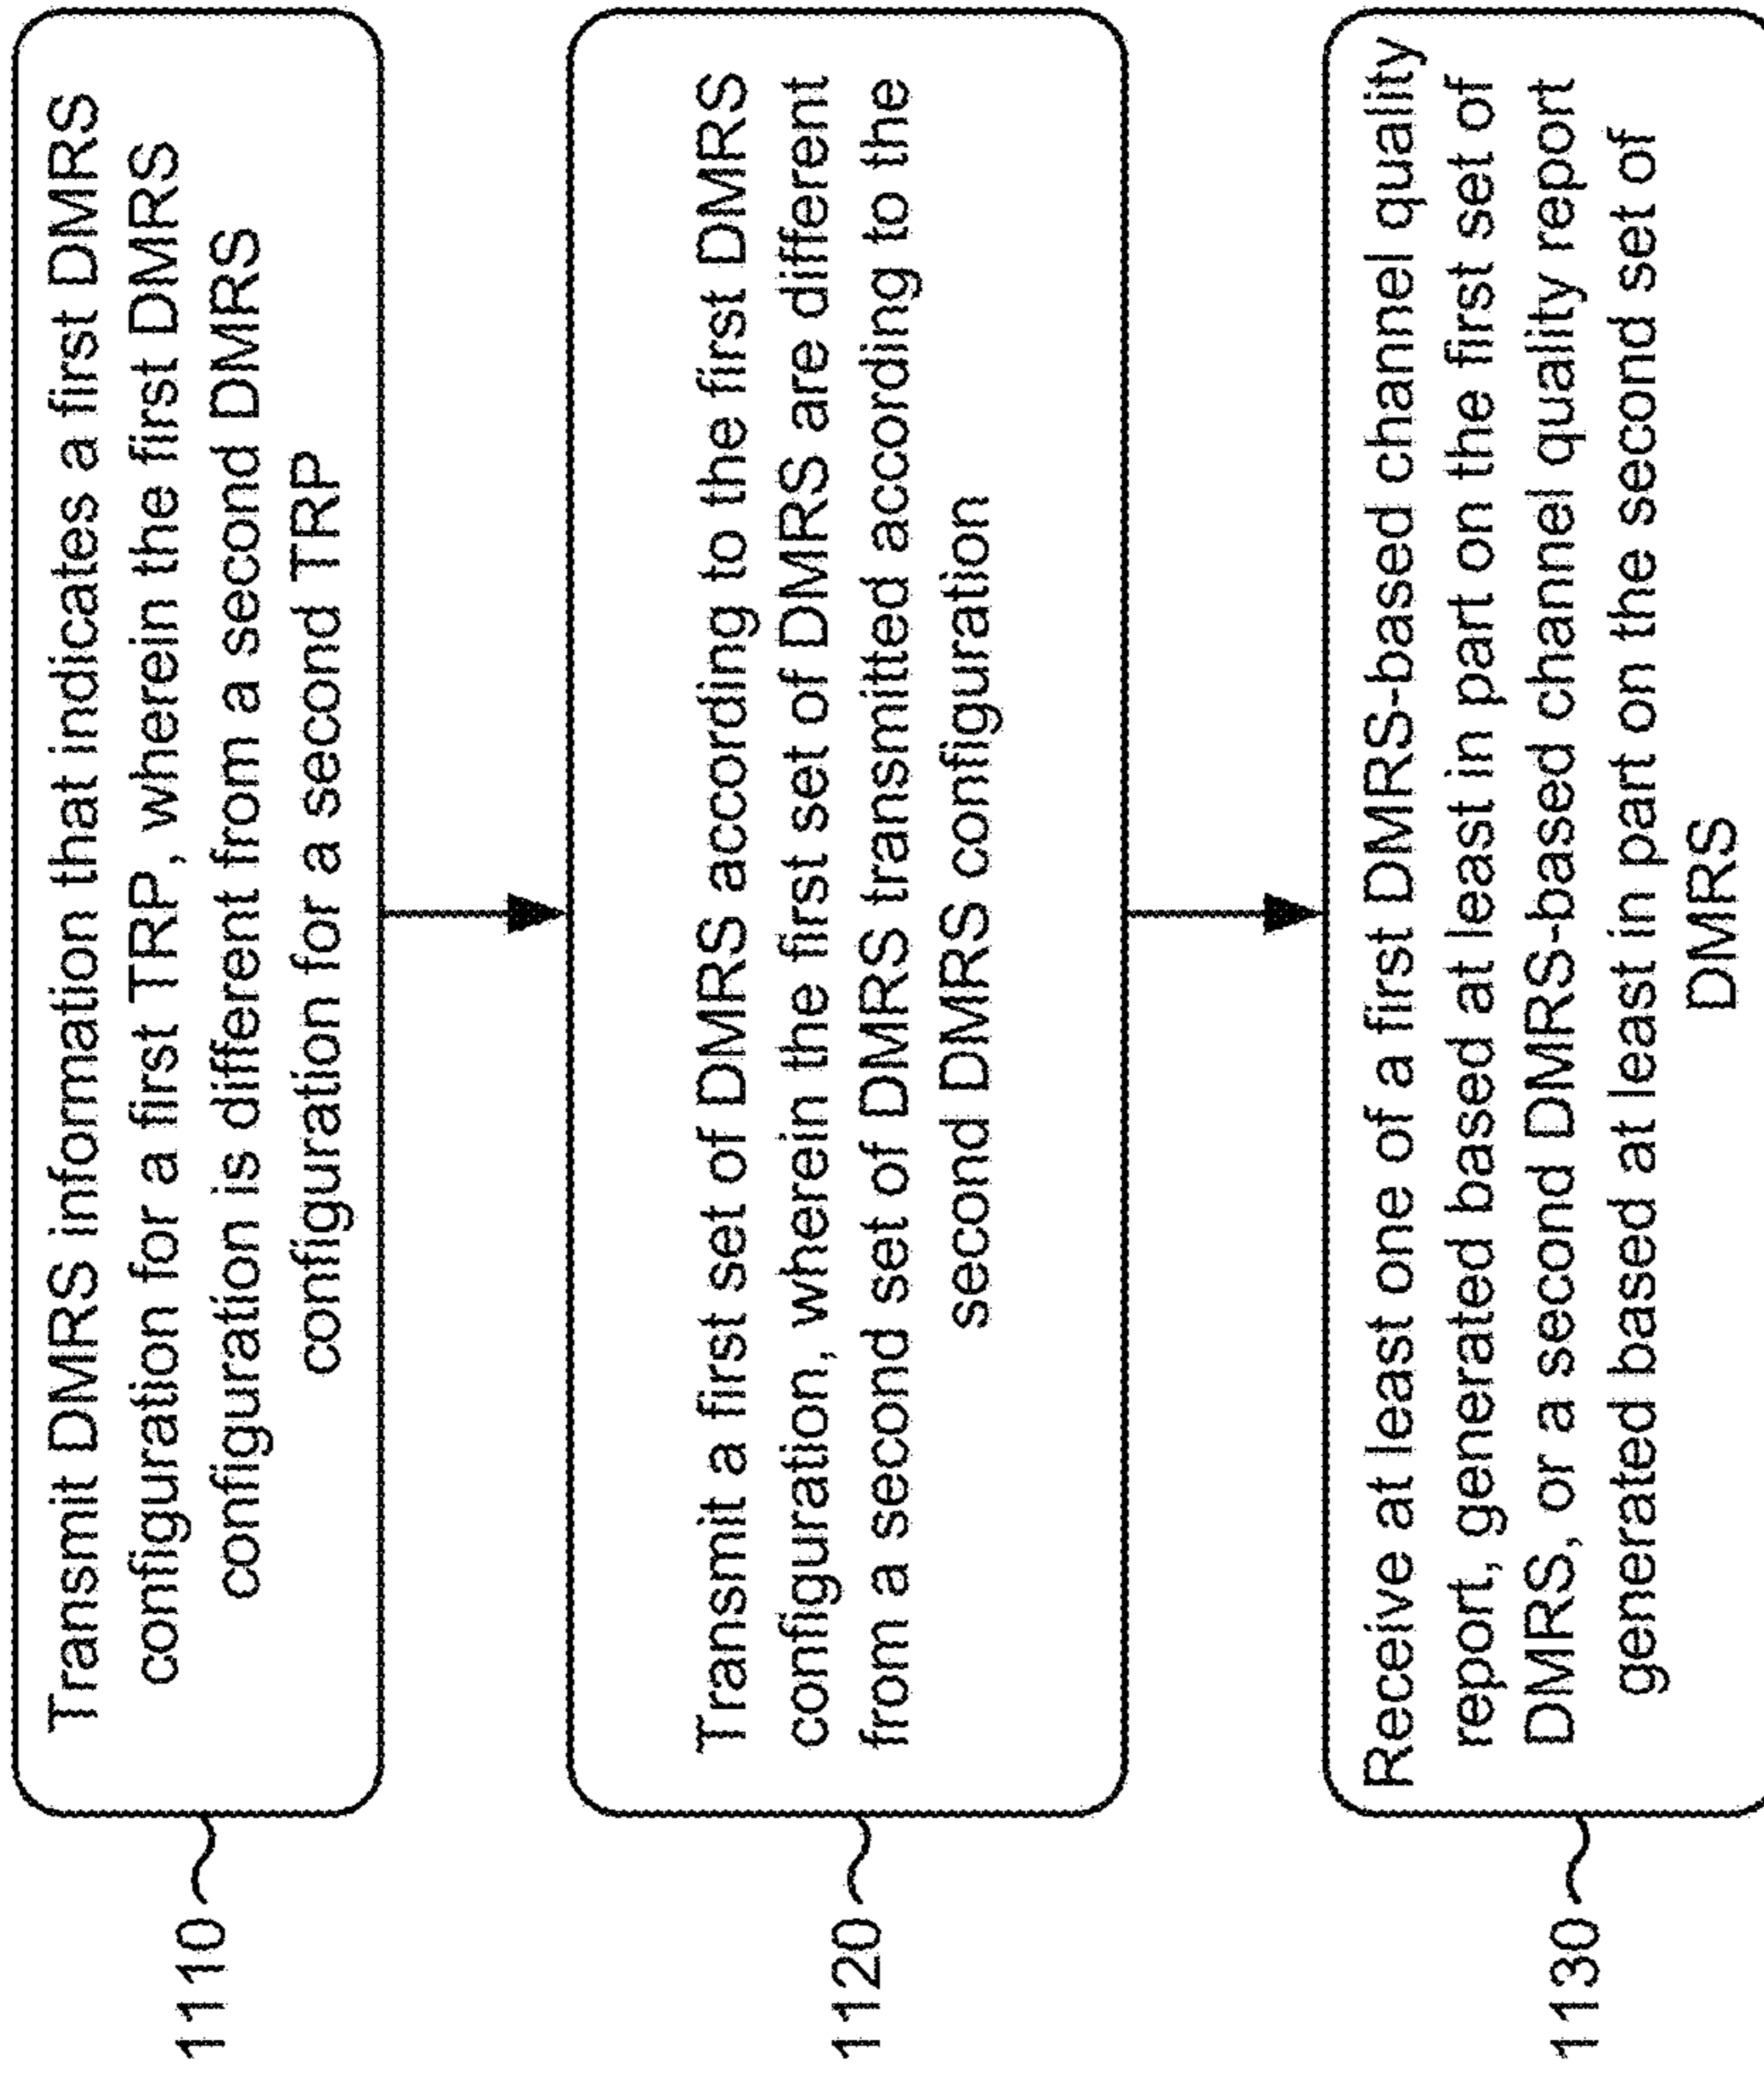 1110
Transmit DMRS information that indicates a first DMRS
configuration for a first TRP, wherein the first DMRS
configuration is different from a second DMRS
configuration for a second TRP
1120
Transmit a first set of DMRS according to the first DMRS
configuration, wherein the first set of DMRS are different
from a second set of DMRS transmitted according to the
second DMRS configuration
1130
Receive at least one of a first DMRS-based channel quality
report, generated based at least in part on the first set of
DMRS, or a second DMRS-based channel quality report
generated based at least in part on the second set of
DMRS